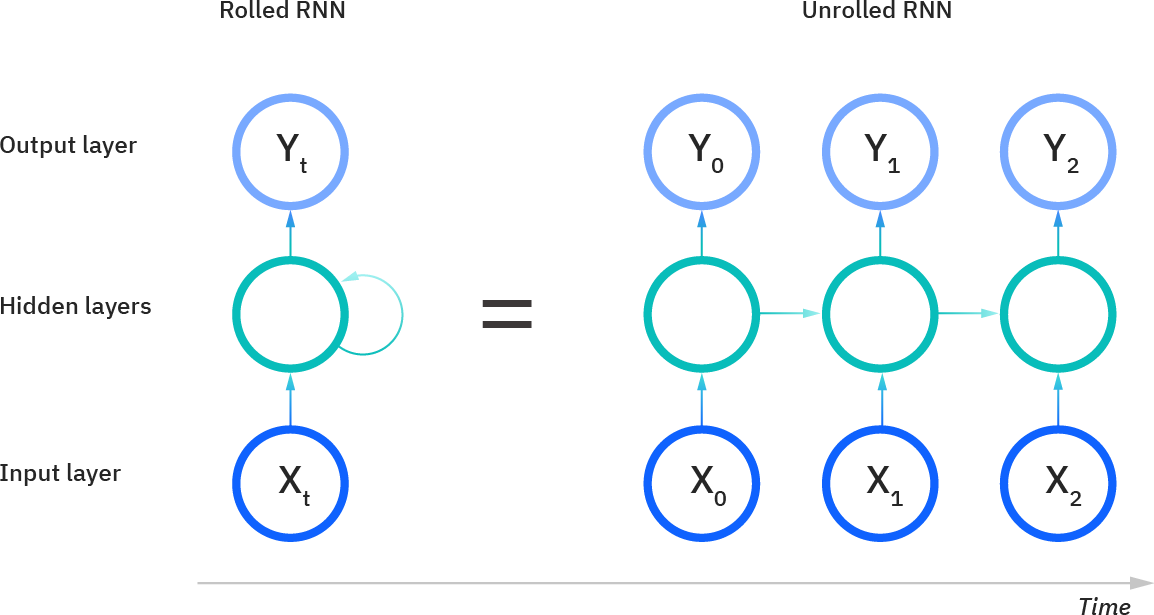 Rolled RNN
Unrolled RNN
Output layer
Yt
Y0
Y1
Y2
Hidden layers
=
Input layer
Xt
X0
X1
X2
Time